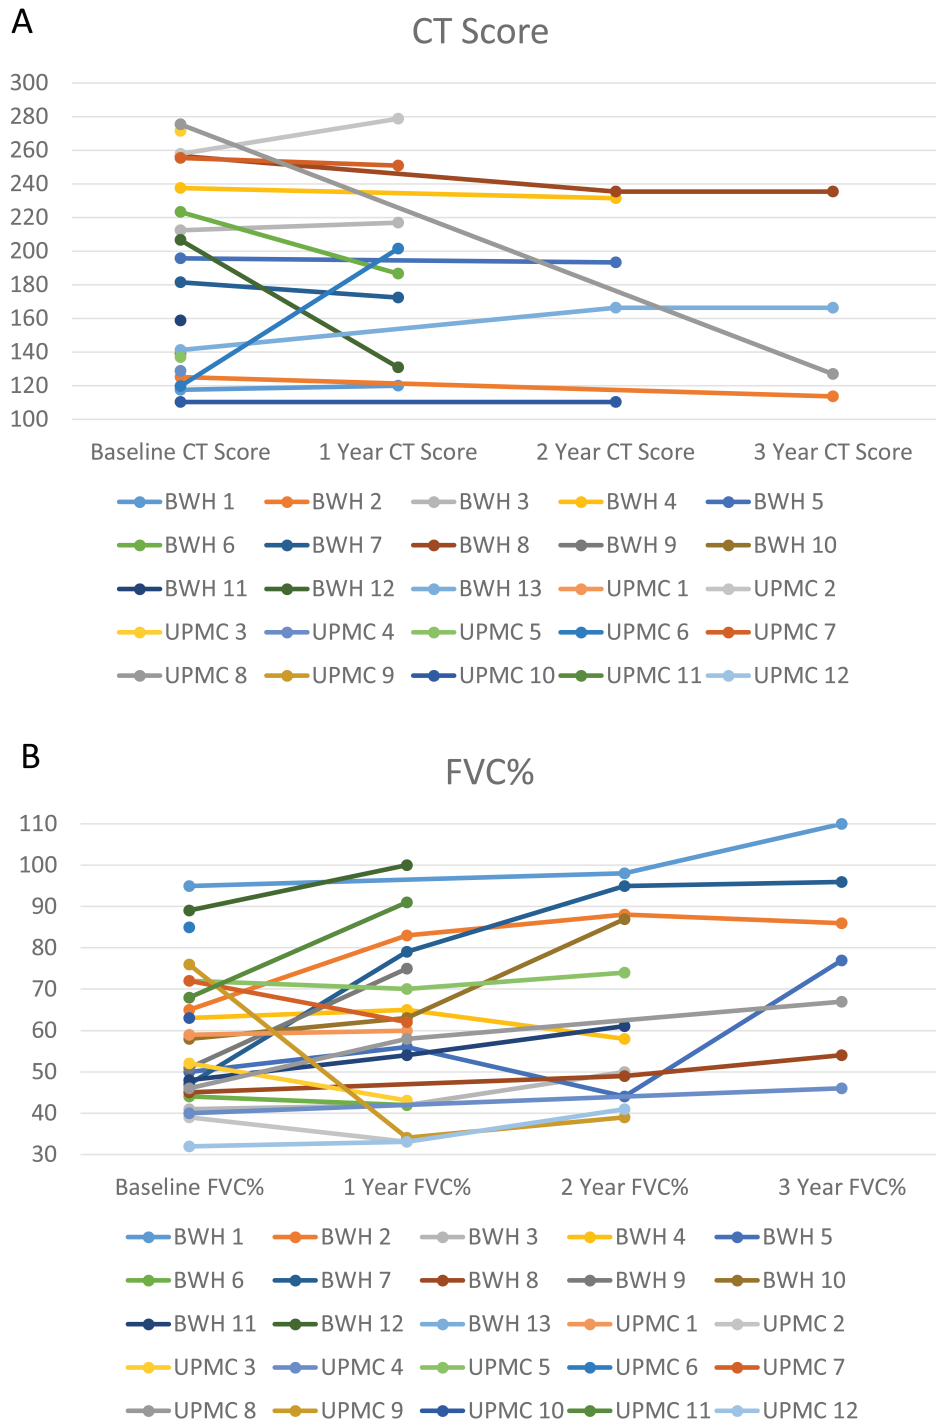 A
CT Score
300
280
260
240
220
200
180
160
140
120
100
Baseline CT Score 1 Year CT Score 2 Year CT Score 3 Year CT Score
BWH 1 BWH 2 BWH 3 BWH 4 BWH 5
BWH 6 BWH 7 BWH 8 BWH 9 BWH 10
BWH 11 BWH 12 BWH 13 UPMC 1 UPMC 2
UPMC 3 UPMC 4 UPMC 5 UPMC 6 UPMC 7
UPMC 8 UPMC 9 UPMC 10 UPMC 11 UPMC 12
B
FVC%
110
100
90
80
70
60
50
40
30
Baseline FVC% 1 Year FVC% 2 Year FVC% 3 Year FVC%
BWH 1 BWH 2 BWH 3 BWH 4 BWH 5
BWH 6 BWH 7 BWH 8 BWH 9 BWH 10
BWH 11 BWH 12 BWH 13 UPMC 1 UPMC 2
UPMC 3 UPMC 4 UPMC 5 UPMC 6 UPMC 7
UPMC 8 UPMC 9 UPMC 10 UPMC 11 UPMC 12